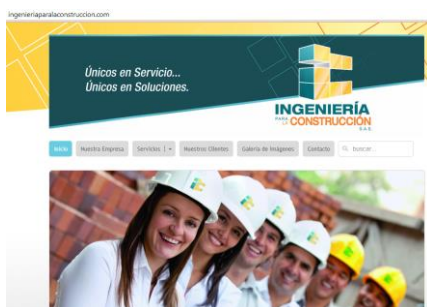 ingenieriaparalaconstruccion.com
Únicos en Servicio...
Únicos en Soluciones.
INGENIERÍA
PARA LA CONSTRUCCIÓN
S.A.S.
Inicio Nuestra Empresa Servicios | Nuestros Clientes Galería de Imágenes Contacto buscar...